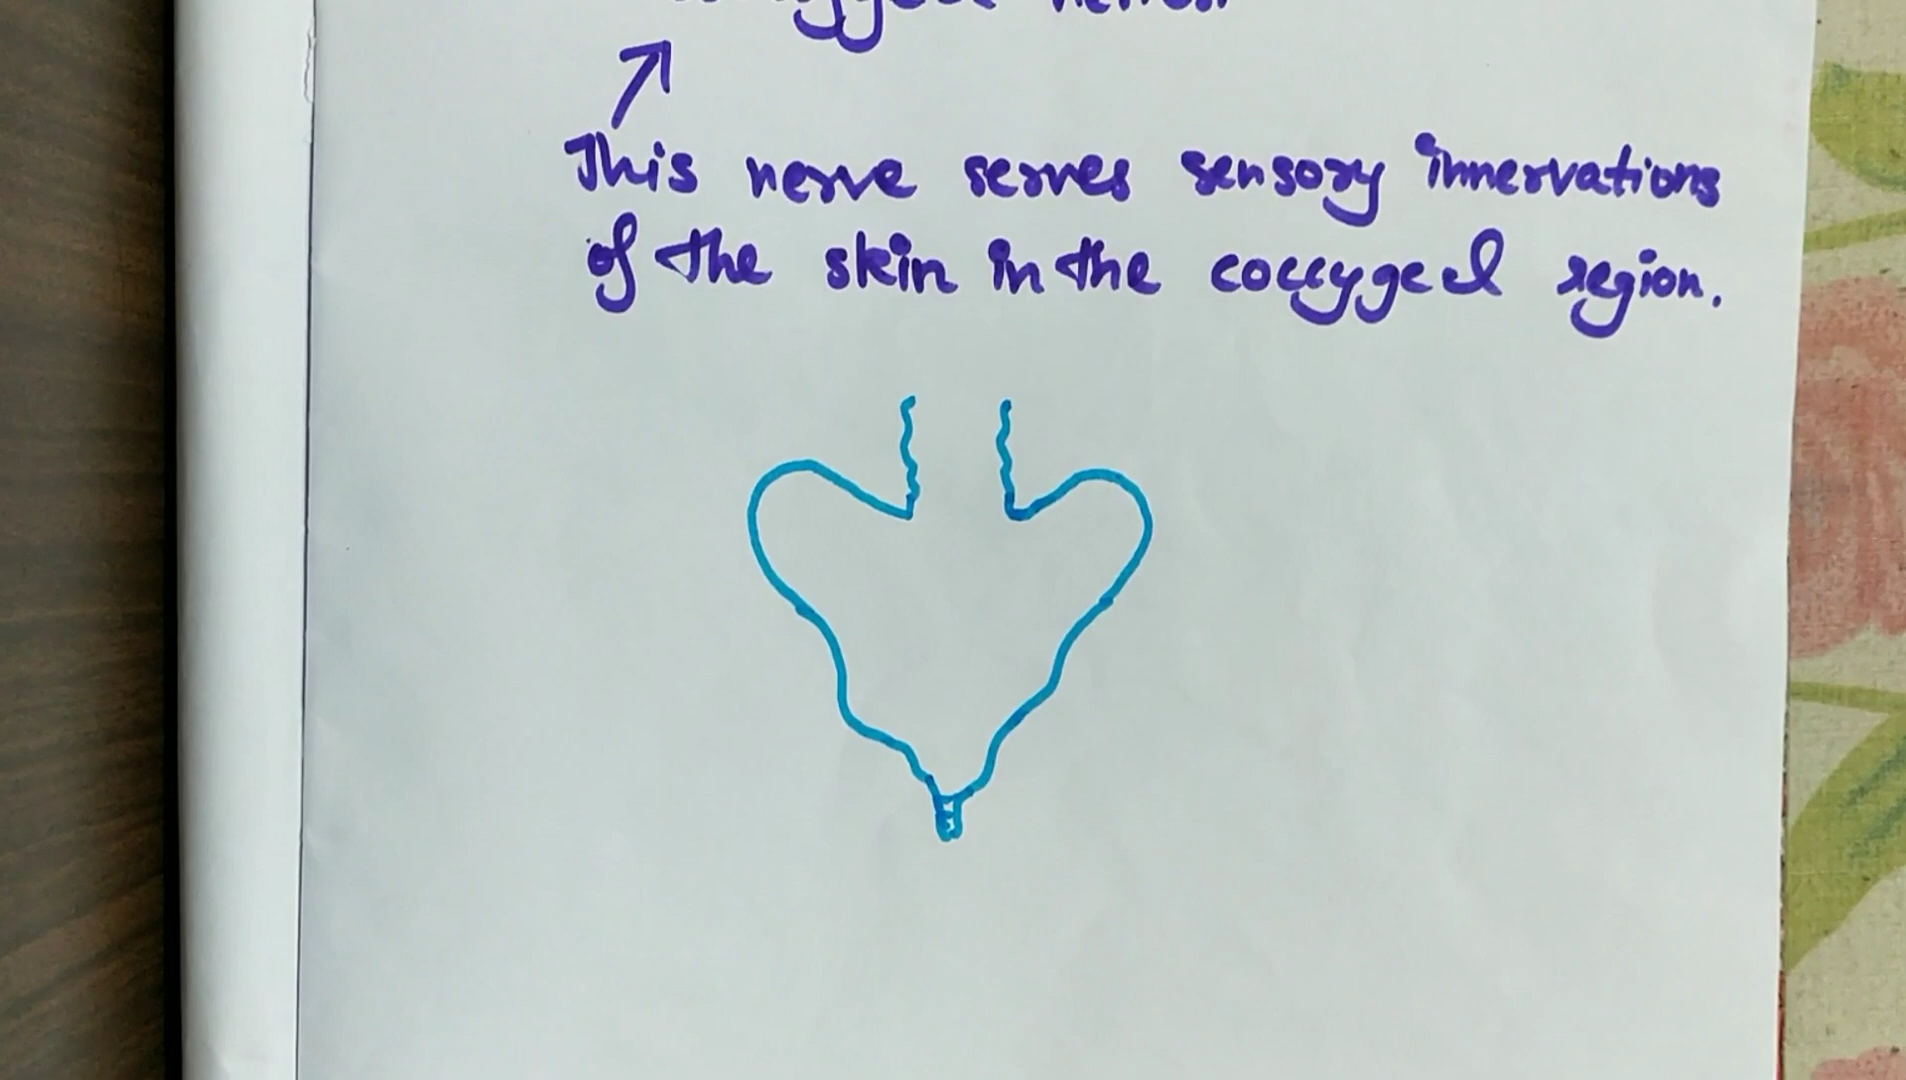 This nerve serves sensory innervations
of the skin in the coccygeal region.